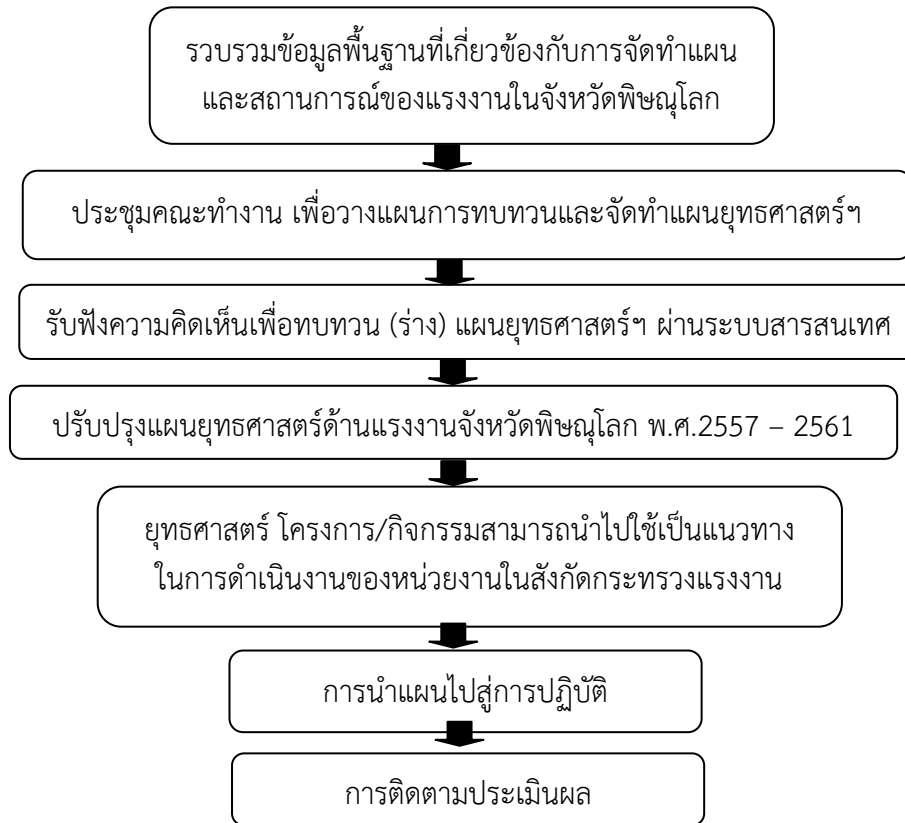 รวบรวมข้อมูลพื้นฐานที่เกี่ยวข้องกับการจัดทำแผน
และสถานการณ์ของแรงงานในจังหวัดพิษณุโลก
ประชุมคณะทำงาน เพื่อวางแผนการทบทวนและจัดทำแผนยุทธศาสตร์ฯ
รับฟังความคิดเห็นเพื่อทบทวน (ร่าง) แผนยุทธศาสตร์ฯ ผ่านระบบสารสนเทศ
ปรับปรุงแผนยุทธศาสตร์ด้านแรงงานจังหวัดพิษณุโลก พ.ศ.2557 – 2561
ยุทธศาสตร์ โครงการ/กิจกรรมสามารถนำไปใช้เป็นแนวทาง
ในการดำเนินงานของหน่วยงานในสังกัดกระทรวงแรงงาน
การนำแผนไปสู่การปฏิบัติ
การติดตามประเมินผล